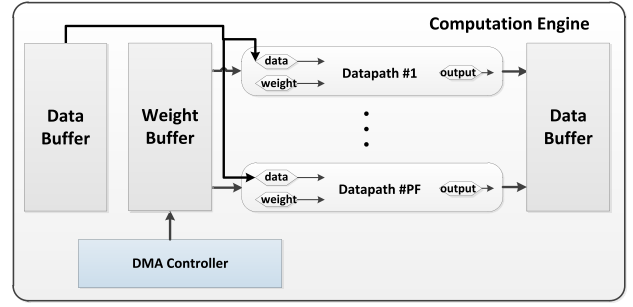 Computation Engine
Data
Buffer
Weight
Buffer
data
weight
Datapath #1
output
data
weight
Datapath #PF
output
Data
Buffer
DMA Controller